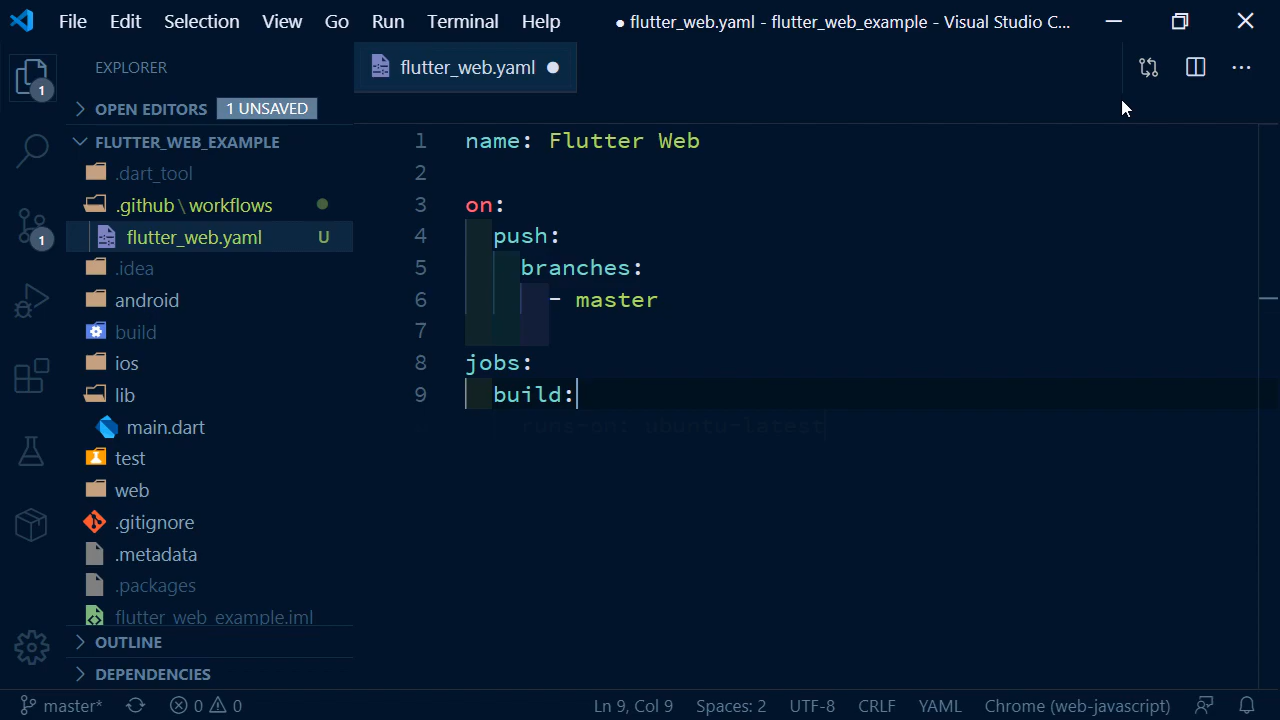 File Edit Selection View Go Run Terminal Help ● flutter_web.yaml - flutter_web_example - Visual Studio C...
EXPLORER
flutter_web.yaml
1
OPEN EDITORS 1 UNSAVED
FLUTTER_WEB_EXAMPLE
.dart_tool
.github\workflows
flutter_web.yaml U
1
.idea
android
build
ios
lib
main.dart
test
web
.gitignore
.metadata
.packages
flutter_web_example.iml
OUTLINE
DEPENDENCIES
1 name: Flutter Web
2
3 on:
4 push:
5 branches:
6 - master
7
8 jobs:
9 build:
runs-on: ubuntu-latest
master* 0 0 Ln 9, Col 9 Spaces: 2 UTF-8 CRLF YAML Chrome (web-javascript)